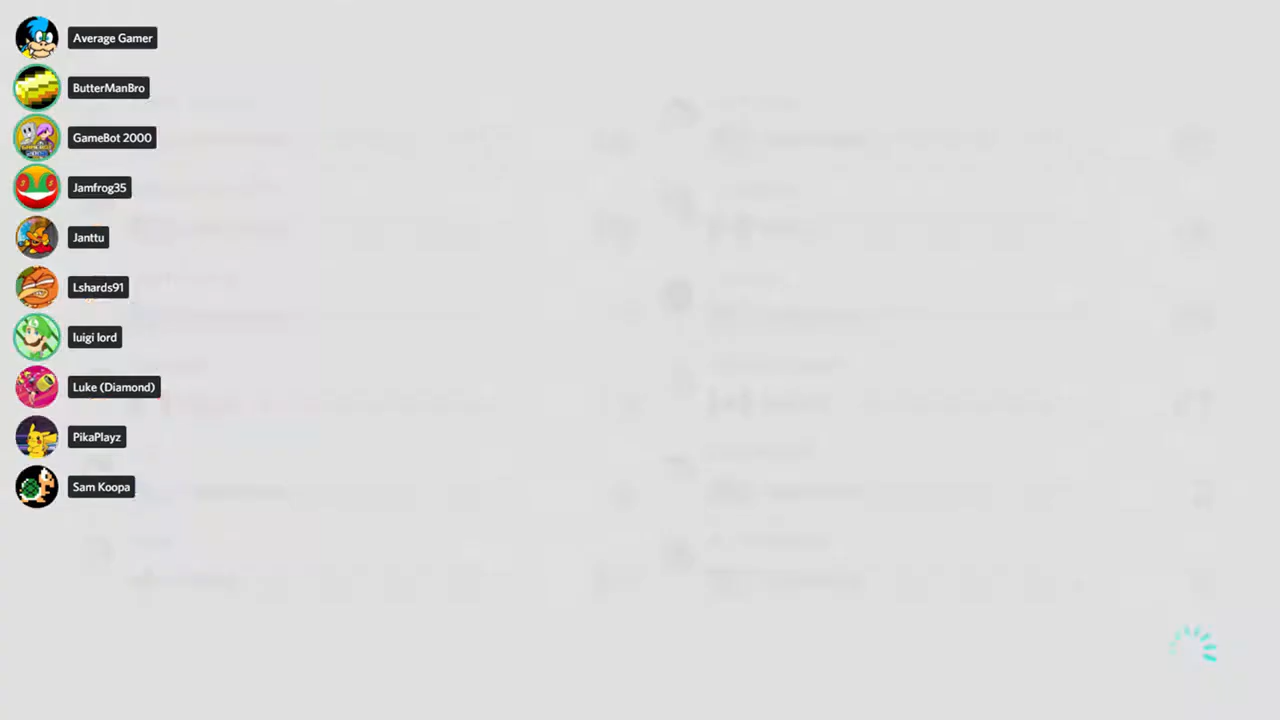 Average Gamer
ButterManBro
GameBot 2000
Jamfrog35
Janttu
Lshards91
luigi lord
Luke (Diamond)
PikaPlayz
Sam Koopa